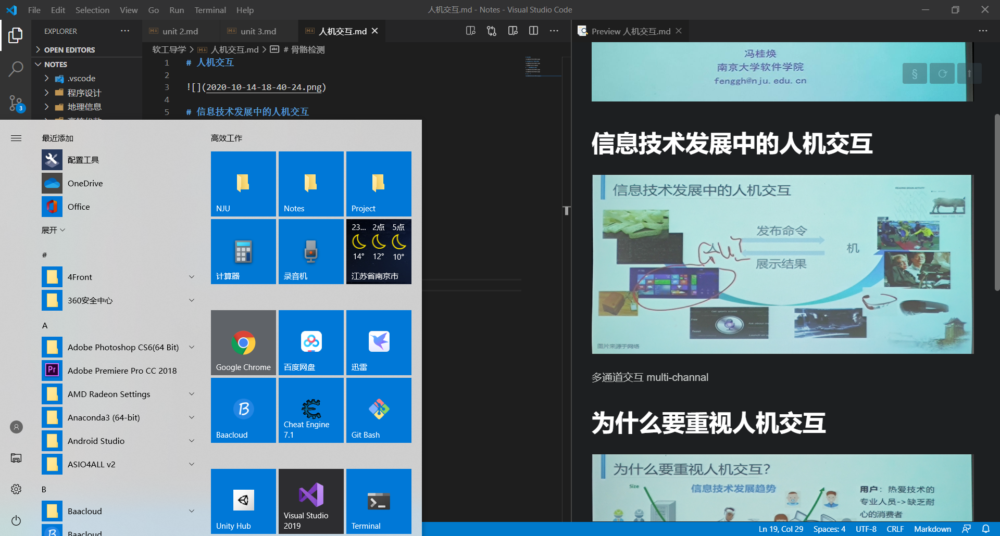 File Edit Selection View Go Run Terminal Help
人机交互.md - Notes - Visual Studio Code
EXPLORER
unit 2.md
unit 3.md
人机交互.md
Preview 人机交互.md
OPEN EDITORS
NOTES
.vscode
程序设计
地理信息
3
软工导学 > 人机交互.md > # 骨骼检测
1 # 人机交互
2
3 ![](2020-10-14-18-40-24.png)
4
5 # 信息技术发展中的人机交互
最近添加
配置工具
OneDrive
Office
展开
#
4Front
360安全中心
A
Adobe Photoshop CS6(64 Bit)
Adobe Premiere Pro CC 2018
AMD Radeon Settings
Anaconda3 (64-bit)
Android Studio
ASIO4ALL v2
B
Baacloud
Baacloud
高效工作
NJU
Notes
Project
计算器
录音机
23... 2点 5点
14° 12° 10°
江苏省南京市
Google Chrome
百度网盘
迅雷
Baacloud
Cheat Engine
7.1
Git Bash
Unity Hub
Visual Studio
2019
Terminal
冯桂焕
南京大学软件学院
fenggh@nju.edu.cn
§
信息技术发展中的人机交互
信息技术发展中的人机交互
READING BRAIN ACTIVITY
发布命令
GUI
机
展示结果
图片来源于网络
多通道交互 multi-channal
为什么要重视人机交互
为什么要重视人机交互?
Size
信息技术发展趋势
用户：热爱技术的
专业人员->缺乏耐
心的消费者
Ln 19, Col 29 Spaces: 4 UTF-8 CRLF Markdown